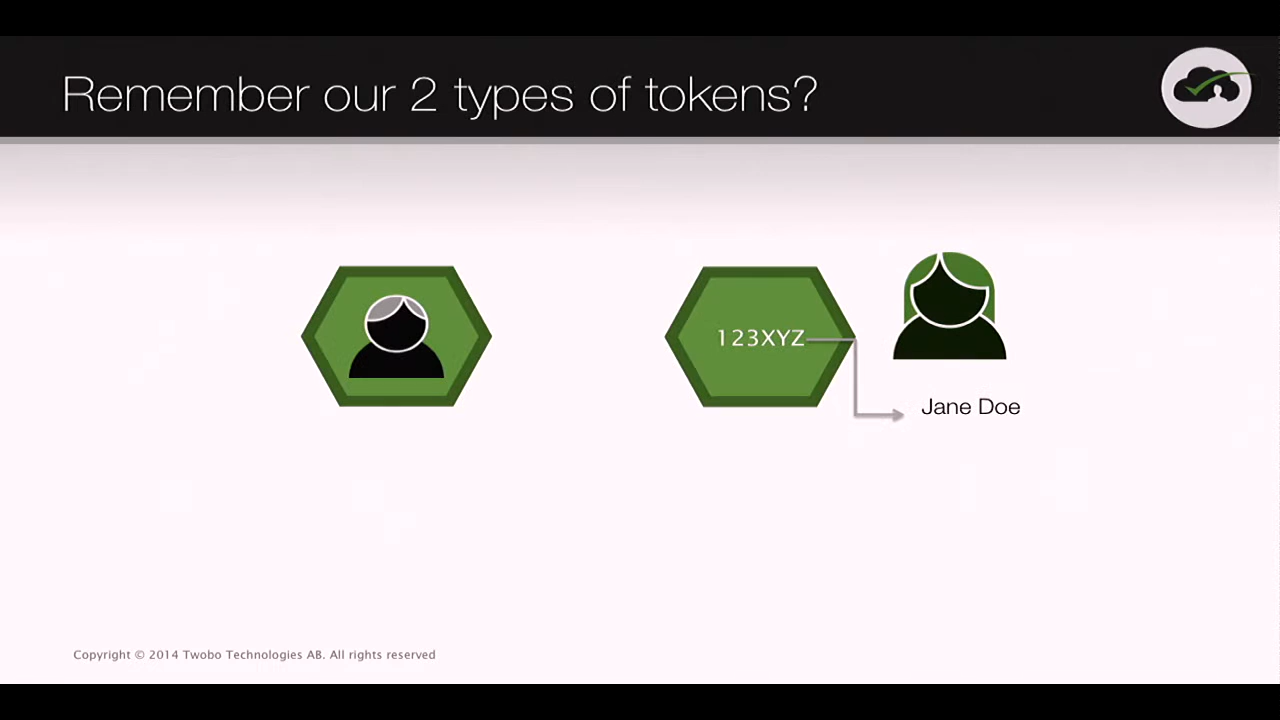 Remember our 2 types of tokens?
123XYZ
Jane Doe
Copyright © 2014 Twobo Technologies AB. All rights reserved